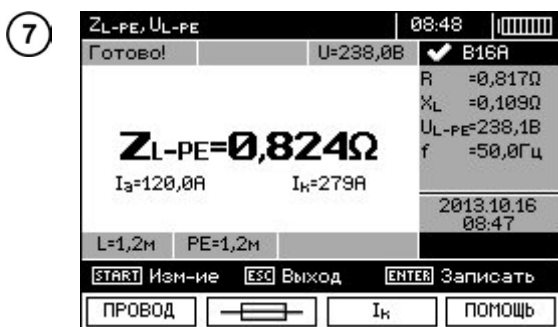 7
ZL-PE, UL-PE 08:48
Готово! U=238,0В ✔ B16A
R =0,817Ω
XL =0,109Ω
UL-PE=238,1В
f =50,0Гц
ZL-PE=0,824Ω
Iа=120,0А Iк=279А
2013.10.16
08:47
L=1,2м PE=1,2м
START Изм-ие ESC Выход ENTER Записать
ПРОВОД Iк ПОМОЩЬ